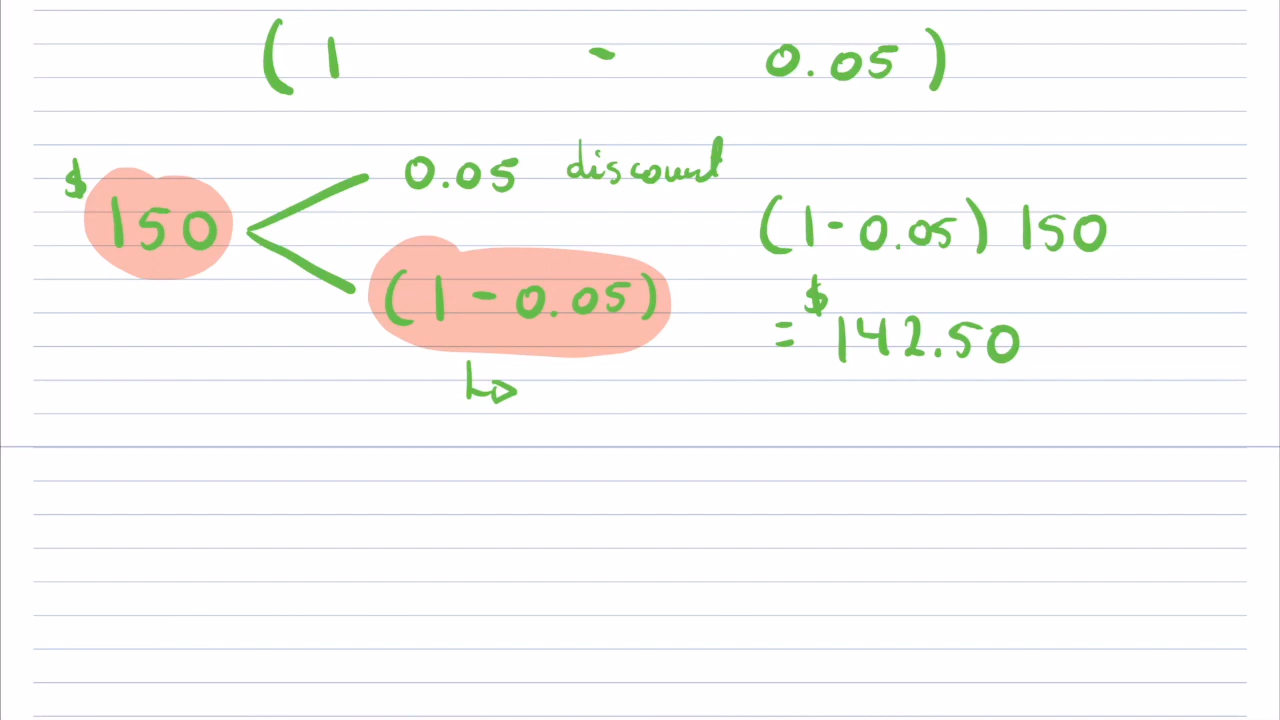 (1 - 0.05)
$150
0.05 discount
(1 - 0.05)
(1 - 0.05) 150
= $142.50